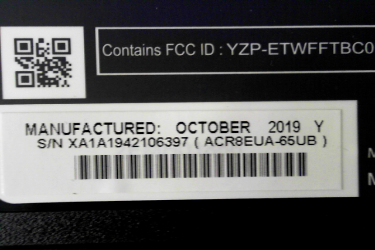 Contains FCC ID : YZP-ETWFFTBC0
MANUFACTURED: OCTOBER 2019 Y
S/N XA1A1942106397 ( ACR8EUA-65UB )
M
M